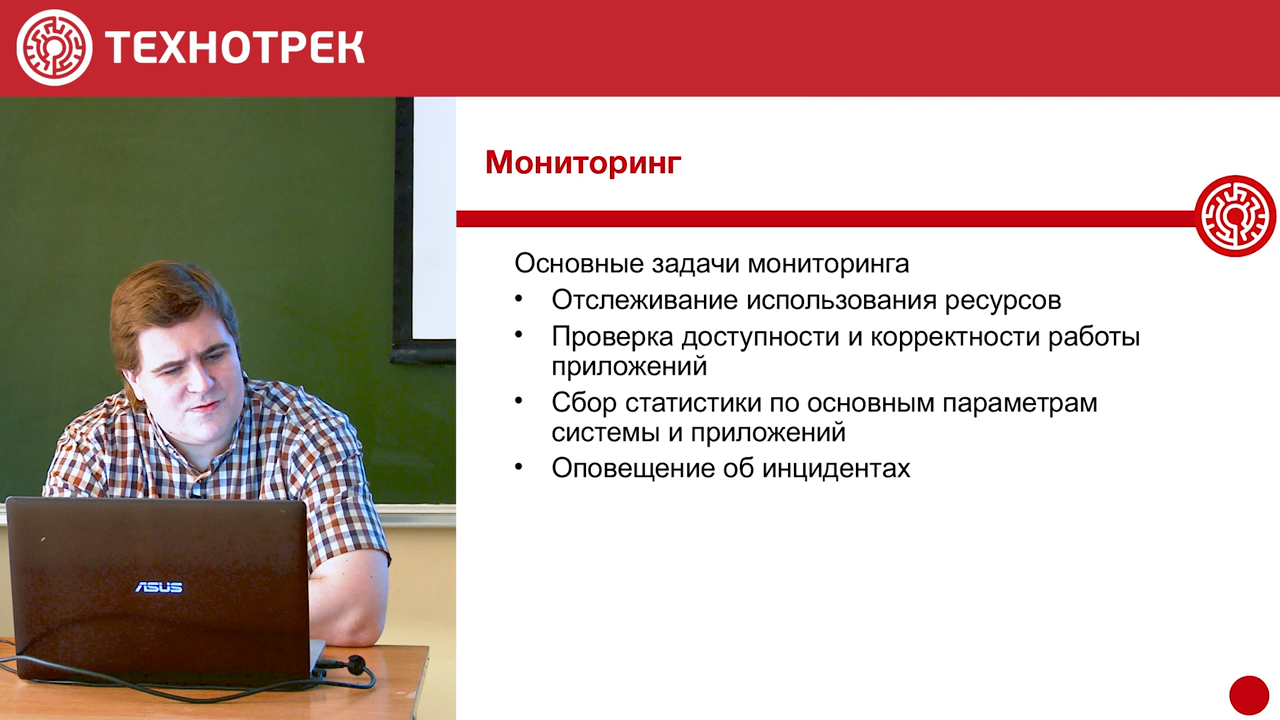 ТЕХНОТРЕК
Мониторинг
Основные задачи мониторинга
• Отслеживание использования ресурсов
• Проверка доступности и корректности работы
приложений
• Сбор статистики по основным параметрам
системы и приложений
• Оповещение об инцидентах
ASUS